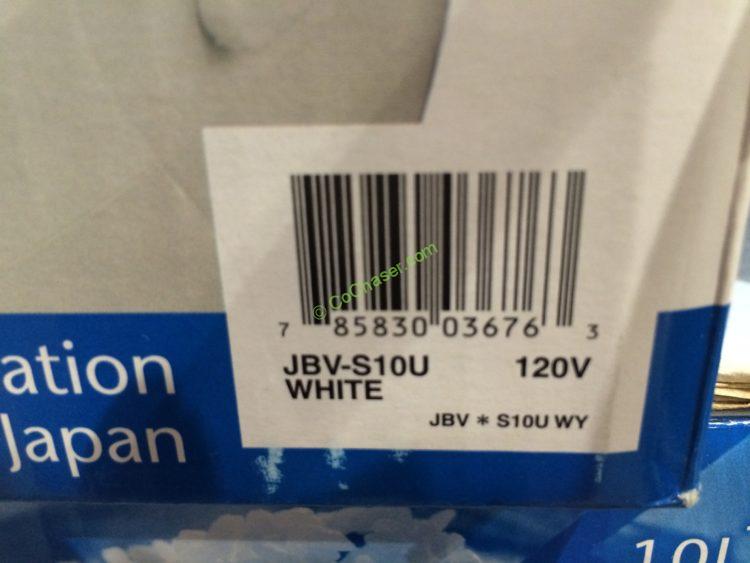 © CoChaser.com
7 85830 03676 3
JBV-S10U 120V
WHITE
JBV * S10U WY
ation
Japan